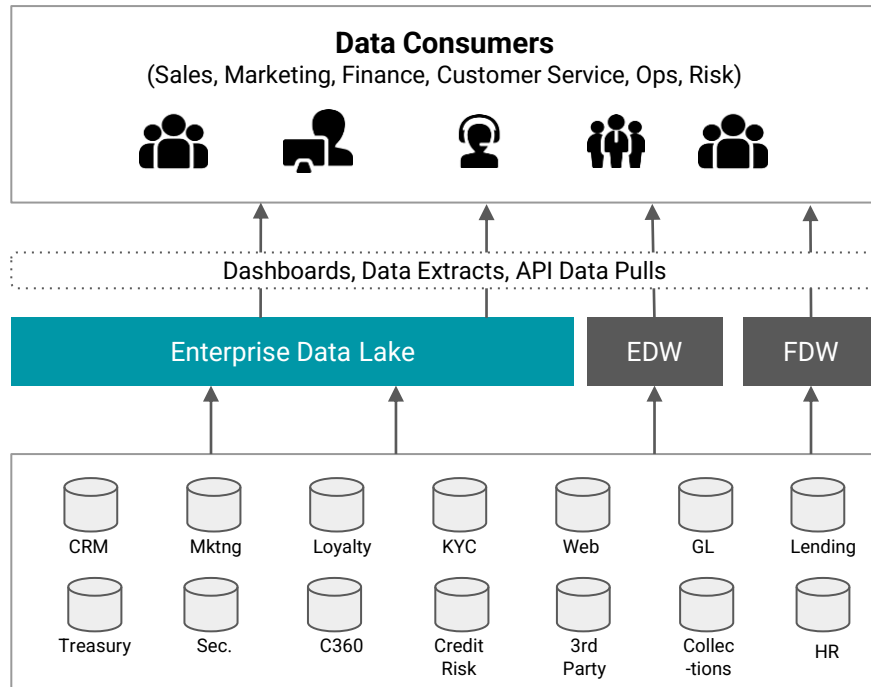 Data Consumers
(Sales, Marketing, Finance, Customer Service, Ops, Risk)
Dashboards, Data Extracts, API Data Pulls
Enterprise Data Lake
EDW
FDW
CRM
Mktng
Loyalty
KYC
Web
GL
Lending
Treasury
Sec.
C360
Credit
Risk
3rd
Party
Collec
-tions
HR